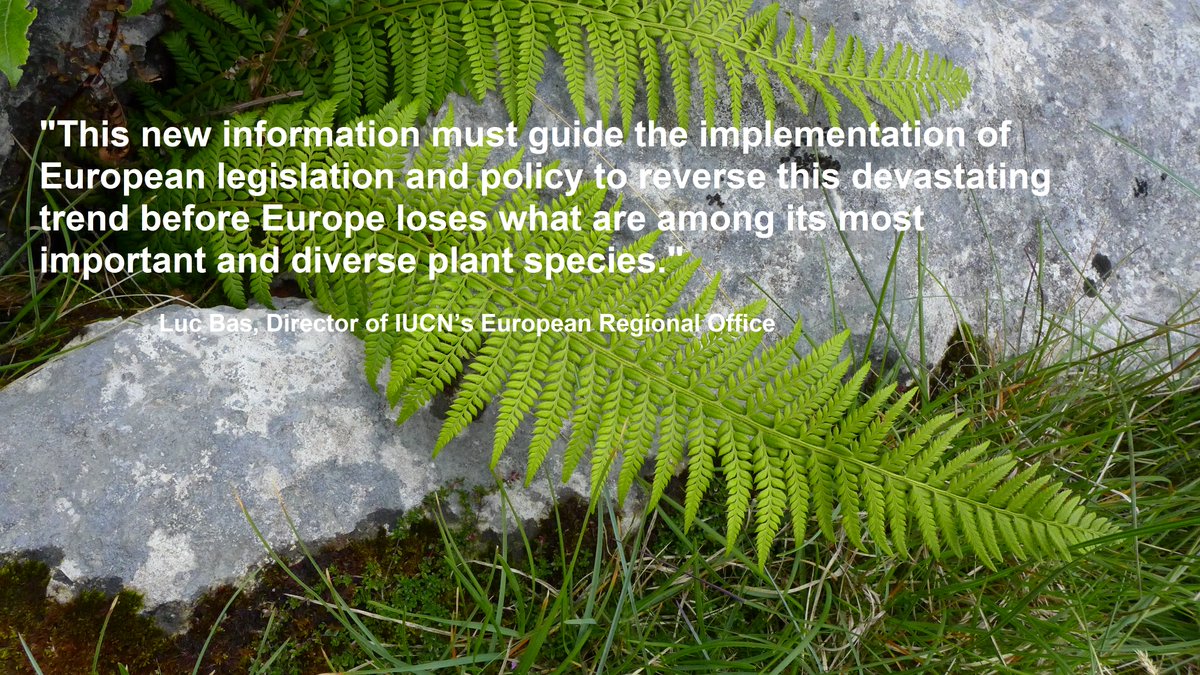 "This new information must guide the implementation of
European legislation and policy to reverse this devastating
trend before Europe loses what are among its most
important and diverse plant species."
Luc Bas, Director of IUCN’s European Regional Office